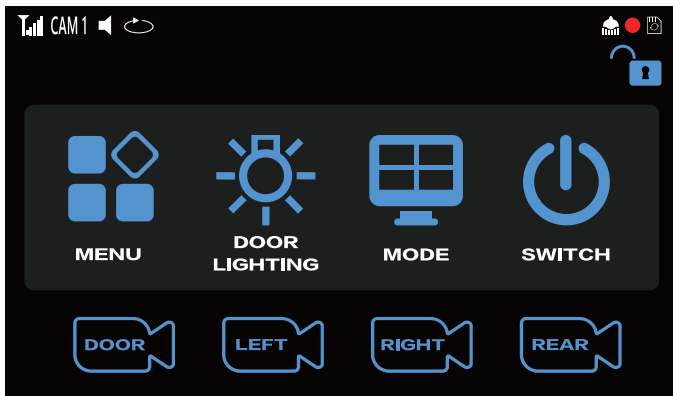 CAM 1
MENU
DOOR
LIGHTING
MODE
SWITCH
DOOR
LEFT
RIGHT
REAR